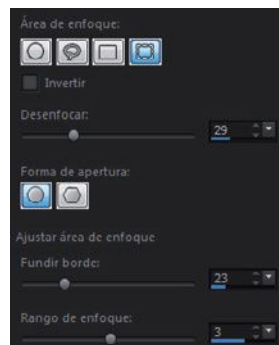 Área de enfoque:
Invertir
Desenfocar:
29
Forma de apertura:
Ajustar área de enfoque
Fundir borde:
23
Rango de enfoque:
3